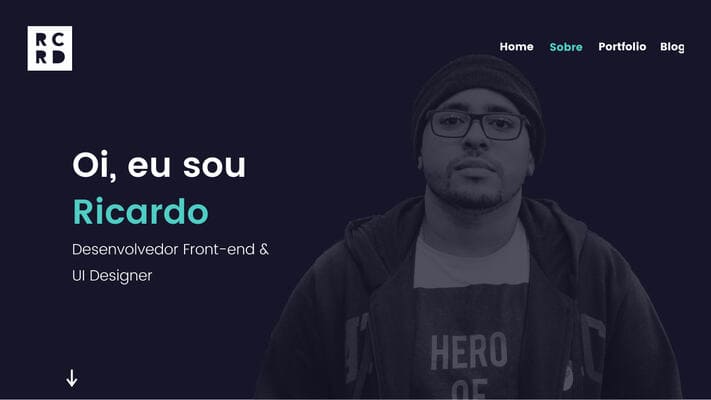 RC
RD
Home Sobre Portfolio Blog
Oi, eu sou
Ricardo
Desenvolvedor Front-end &
UI Designer
HERO
OF